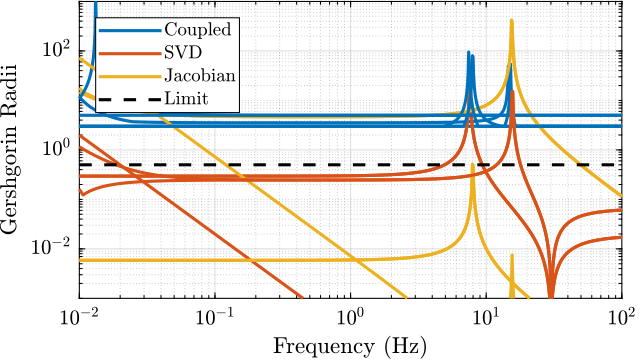 Gershgorin Radii
10²
10⁰
10⁻²
Coupled
SVD
Jacobian
Limit
10⁻² 10⁻¹ 10⁰ 10¹ 10²
Frequency (Hz)